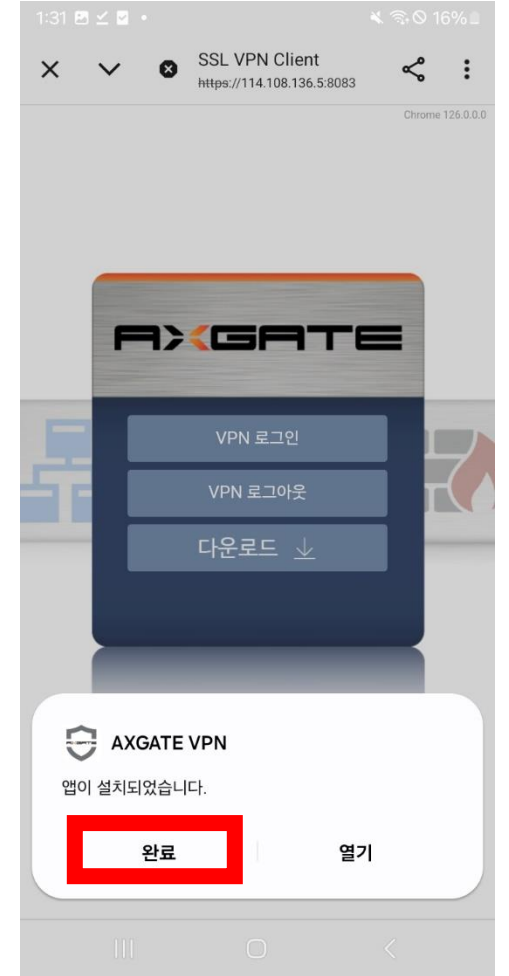 1:31
16%
SSL VPN Client
https://114.108.136.5:8083
Chrome 126.0.0.0
AXGATE
VPN 로그인
VPN 로그아웃
다운로드
AXGATE VPN
앱이 설치되었습니다.
완료 열기